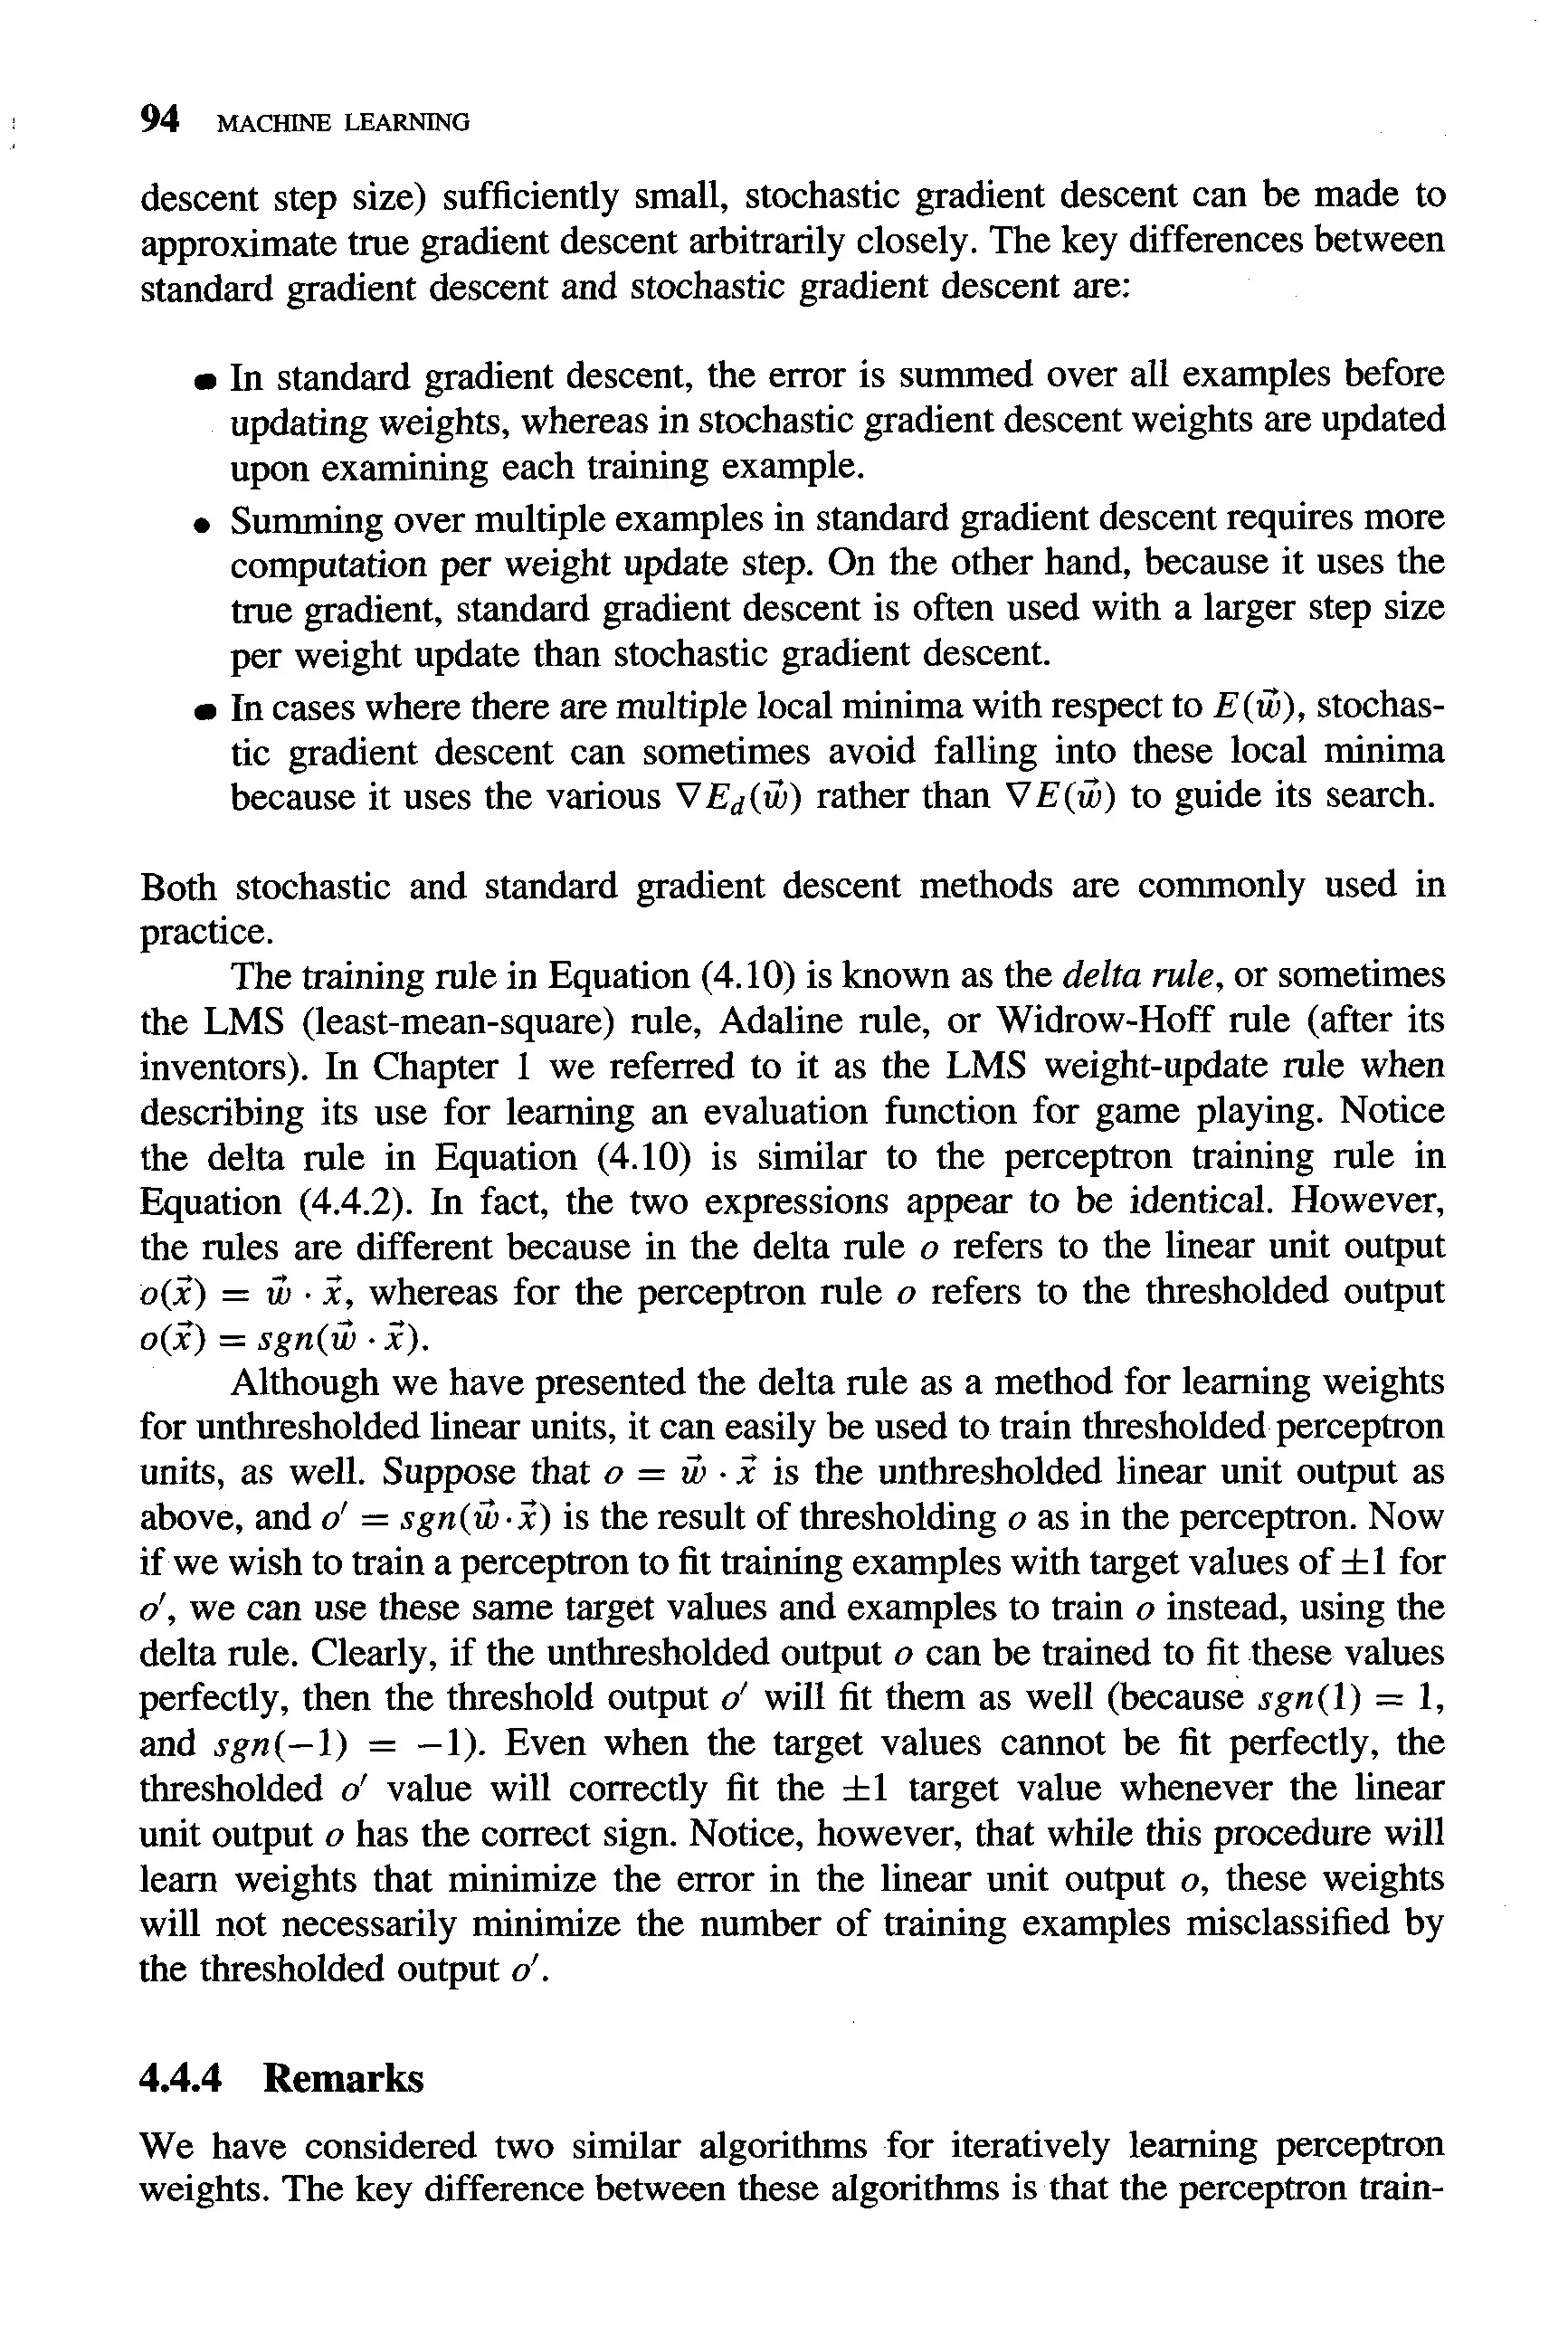 94 MACHINE LEARNING
descent step size) sufficiently small, stochastic gradient descent can be made to
approximate true gradient descent arbitrarily closely. The key differences between
standard gradient descent and stochastic gradient descent are:
• In standard gradient descent, the error is summed over all examples before
updating weights, whereas in stochastic gradient descent weights are updated
upon examining each training example.
• Summing over multiple examples in standard gradient descent requires more
computation per weight update step. On the other hand, because it uses the
true gradient, standard gradient descent is often used with a larger step size
per weight update than stochastic gradient descent.
• In cases where there are multiple local minima with respect to E(w⃗), stochas-
tic gradient descent can sometimes avoid falling into these local minima
because it uses the various ∇E_d(w⃗) rather than ∇E(w⃗) to guide its search.
Both stochastic and standard gradient descent methods are commonly used in
practice.
The training rule in Equation (4.10) is known as the delta rule, or sometimes
the LMS (least-mean-square) rule, Adaline rule, or Widrow-Hoff rule (after its
inventors). In Chapter 1 we referred to it as the LMS weight-update rule when
describing its use for learning an evaluation function for game playing. Notice
the delta rule in Equation (4.10) is similar to the perceptron training rule in
Equation (4.4.2). In fact, the two expressions appear to be identical. However,
the rules are different because in the delta rule o refers to the linear unit output
o(x⃗) = w⃗ · x⃗, whereas for the perceptron rule o refers to the thresholded output
o(x⃗) = sgn(w⃗ · x⃗).
Although we have presented the delta rule as a method for learning weights
for unthresholded linear units, it can easily be used to train thresholded perceptron
units, as well. Suppose that o = w⃗ · x⃗ is the unthresholded linear unit output as
above, and o′ = sgn(w⃗·x⃗) is the result of thresholding o as in the perceptron. Now
if we wish to train a perceptron to fit training examples with target values of ±1 for
o′, we can use these same target values and examples to train o instead, using the
delta rule. Clearly, if the unthresholded output o can be trained to fit these values
perfectly, then the threshold output o′ will fit them as well (because sgn(1) = 1,
and sgn(−1) = −1). Even when the target values cannot be fit perfectly, the
thresholded o′ value will correctly fit the ±1 target value whenever the linear
unit output o has the correct sign. Notice, however, that while this procedure will
learn weights that minimize the error in the linear unit output o, these weights
will not necessarily minimize the number of training examples misclassified by
the thresholded output o′.
4.4.4 Remarks
We have considered two similar algorithms for iteratively learning perceptron
weights. The key difference between these algorithms is that the perceptron train-